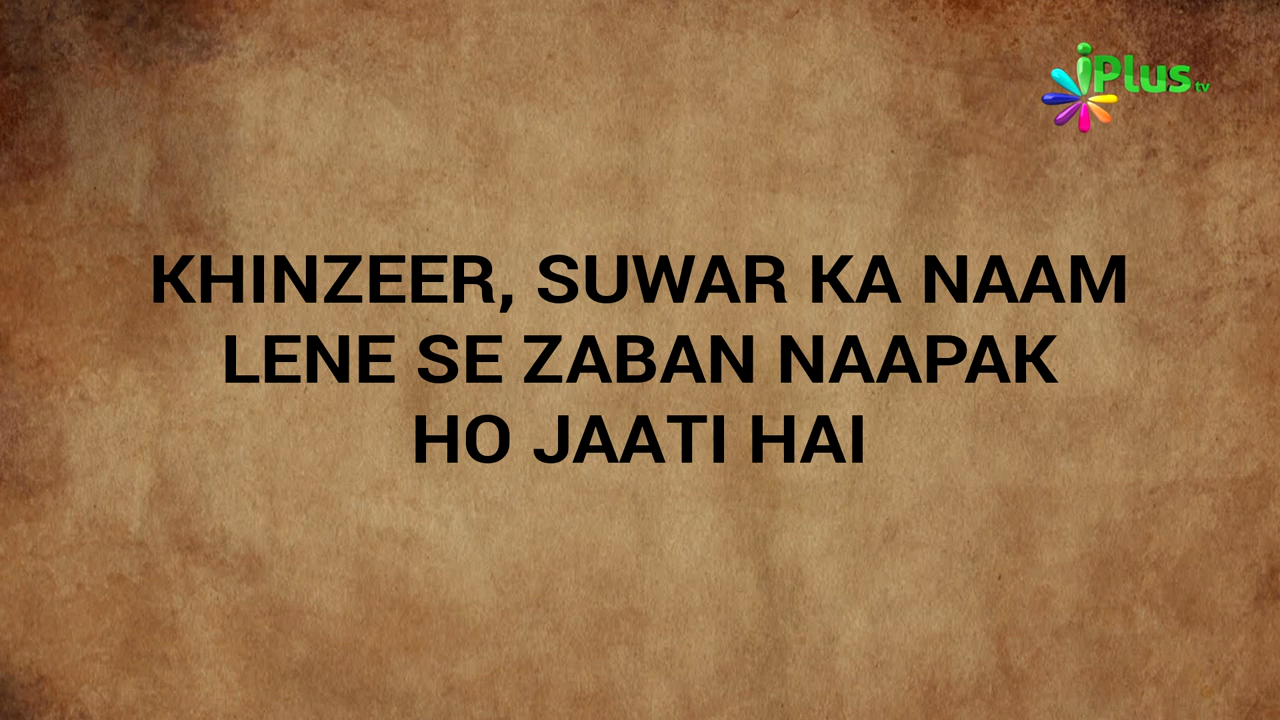 iPlus tv
KHINZEER, SUWAR KA NAAM
LENE SE ZABAN NAAPAK
HO JAATI HAI